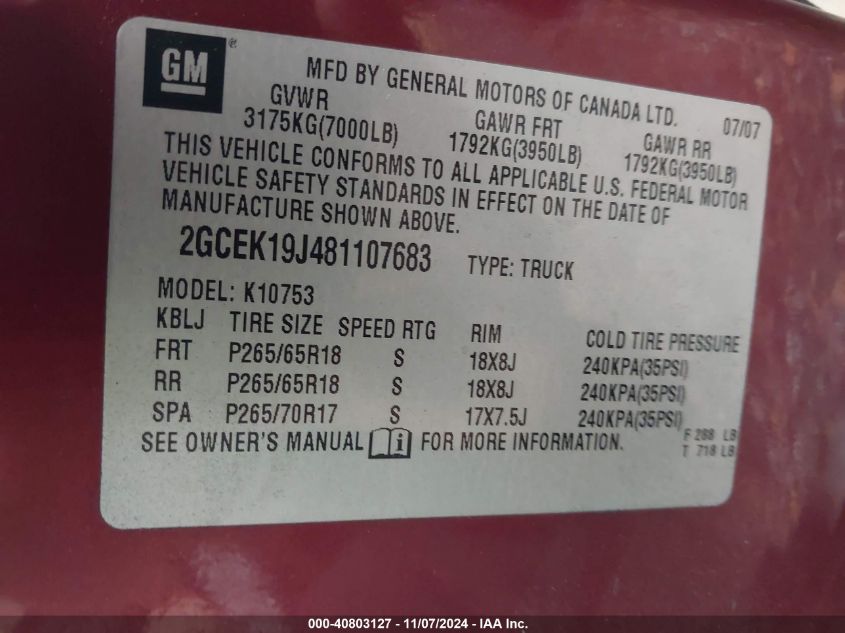 GM ® MFD BY GENERAL MOTORS OF CANADA LTD. 07/07
GVWR GAWR FRT GAWR RR
3175KG(7000LB) 1792KG(3950LB) 1792KG(3950LB)
THIS VEHICLE CONFORMS TO ALL APPLICABLE U.S. FEDERAL MOTOR
VEHICLE SAFETY STANDARDS IN EFFECT ON THE DATE OF
MANUFACTURE SHOWN ABOVE.
2GCEK19J481107683 TYPE: TRUCK
MODEL: K10753
KBLJ TIRE SIZE SPEED RTG RIM COLD TIRE PRESSURE
FRT P265/65R18 S 18X8J 240KPA(35PSI)
RR P265/65R18 S 18X8J 240KPA(35PSI)
SPA P265/70R17 S 17X7.5J 240KPA(35PSI)
SEE OWNER'S MANUAL i FOR MORE INFORMATION.
F 288 LB
T 718 LB
000-40803127 - 11/07/2024 - IAA Inc.